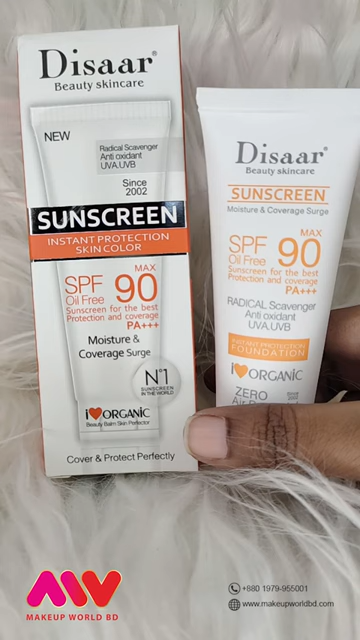 Disaar®
Beauty skincare
NEW
Radical Scavenger
Anti oxidant
UVA.UVB
Since
2002
SUNSCREEN
INSTANT PROTECTION
SKIN COLOR
SPF
Oil Free
MAX
90
Sunscreen for the best
Protection and coverage
PA+++
Moisture &
Coverage Surge
N°1
SUNSCREEN
IN THE WORLD
I❤ORGANIC
Beauty Balm Skin Perfector
Cover & Protect Perfectly
Disaar®
Beauty skincare
SUNSCREEN
Moisture & Coverage Surge
SPF
Oil Free
MAX
90
Sunscreen for the best
Protection and coverage
PA+++
RADICAL Scavenger
Anti oxidant
UVA.UVB
INSTANT PROTECTION
FOUNDATION
I❤ORGANIC
ZERO
Since
2002
MW
MAKEUP WORLD BD
+880 1979-955001
www.makeupworldbd.com